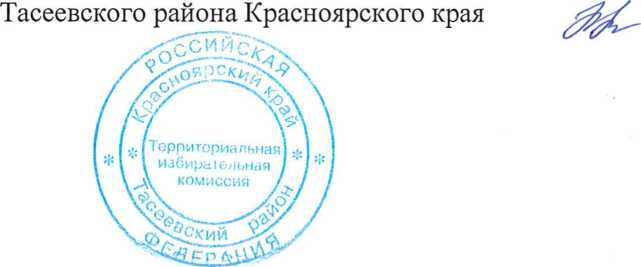 Тасеевского района Красноярского края
РОССИЙСКАЯ
Красноярский край
Территориальная
избирательная
комиссия
Тасеевский район
ФЕДЕРАЦИЯ